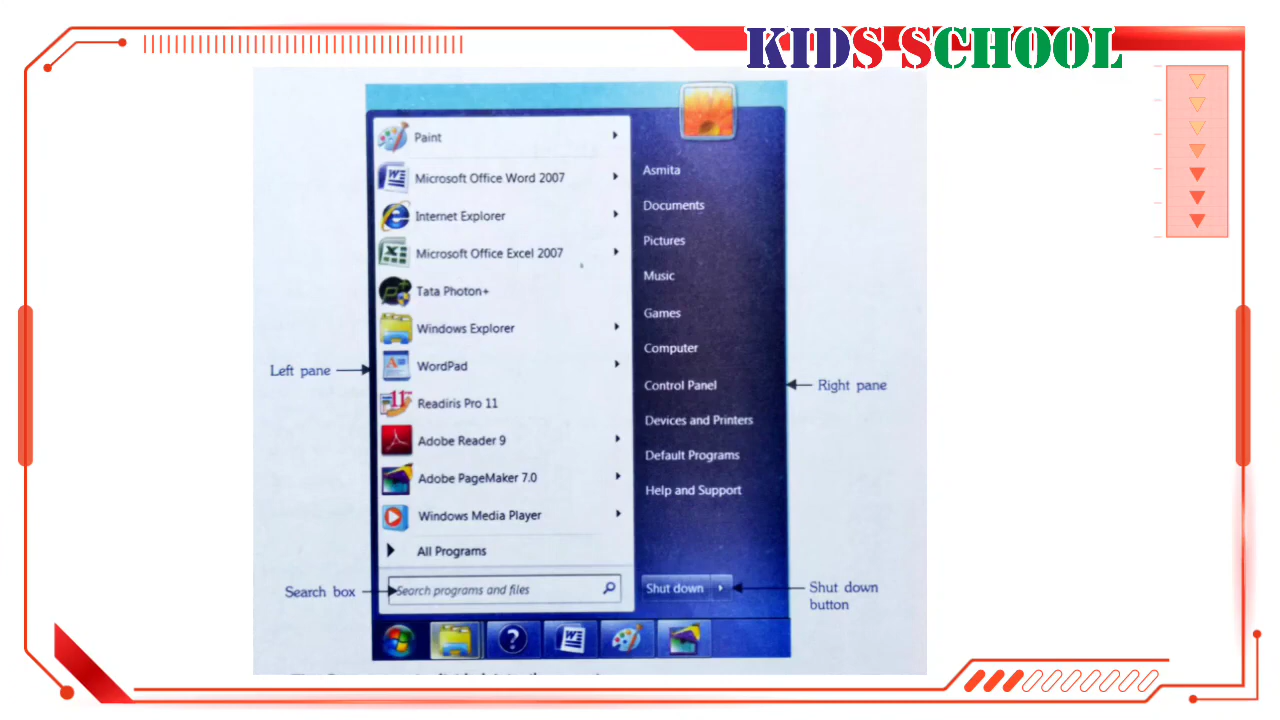 KIDS SCHOOL
Paint
Microsoft Office Word 2007
Internet Explorer
Microsoft Office Excel 2007
Tata Photon+
Windows Explorer
WordPad
Readiris Pro 11
Adobe Reader 9
Adobe PageMaker 7.0
Windows Media Player
All Programs
Search programs and files
Asmita
Documents
Pictures
Music
Games
Computer
Control Panel
Devices and Printers
Default Programs
Help and Support
Shut down
Left pane
Right pane
Search box
Shut down
button